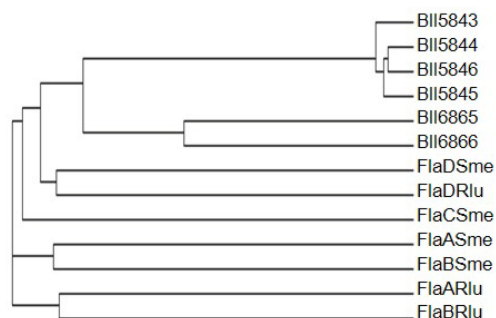 Bll5843
Bll5844
Bll5846
Bll5845
Bll6865
Bll6866
FlaDSme
FlaDRlu
FlaCSme
FlaASme
FlaBSme
FlaARlu
FlaBRlu